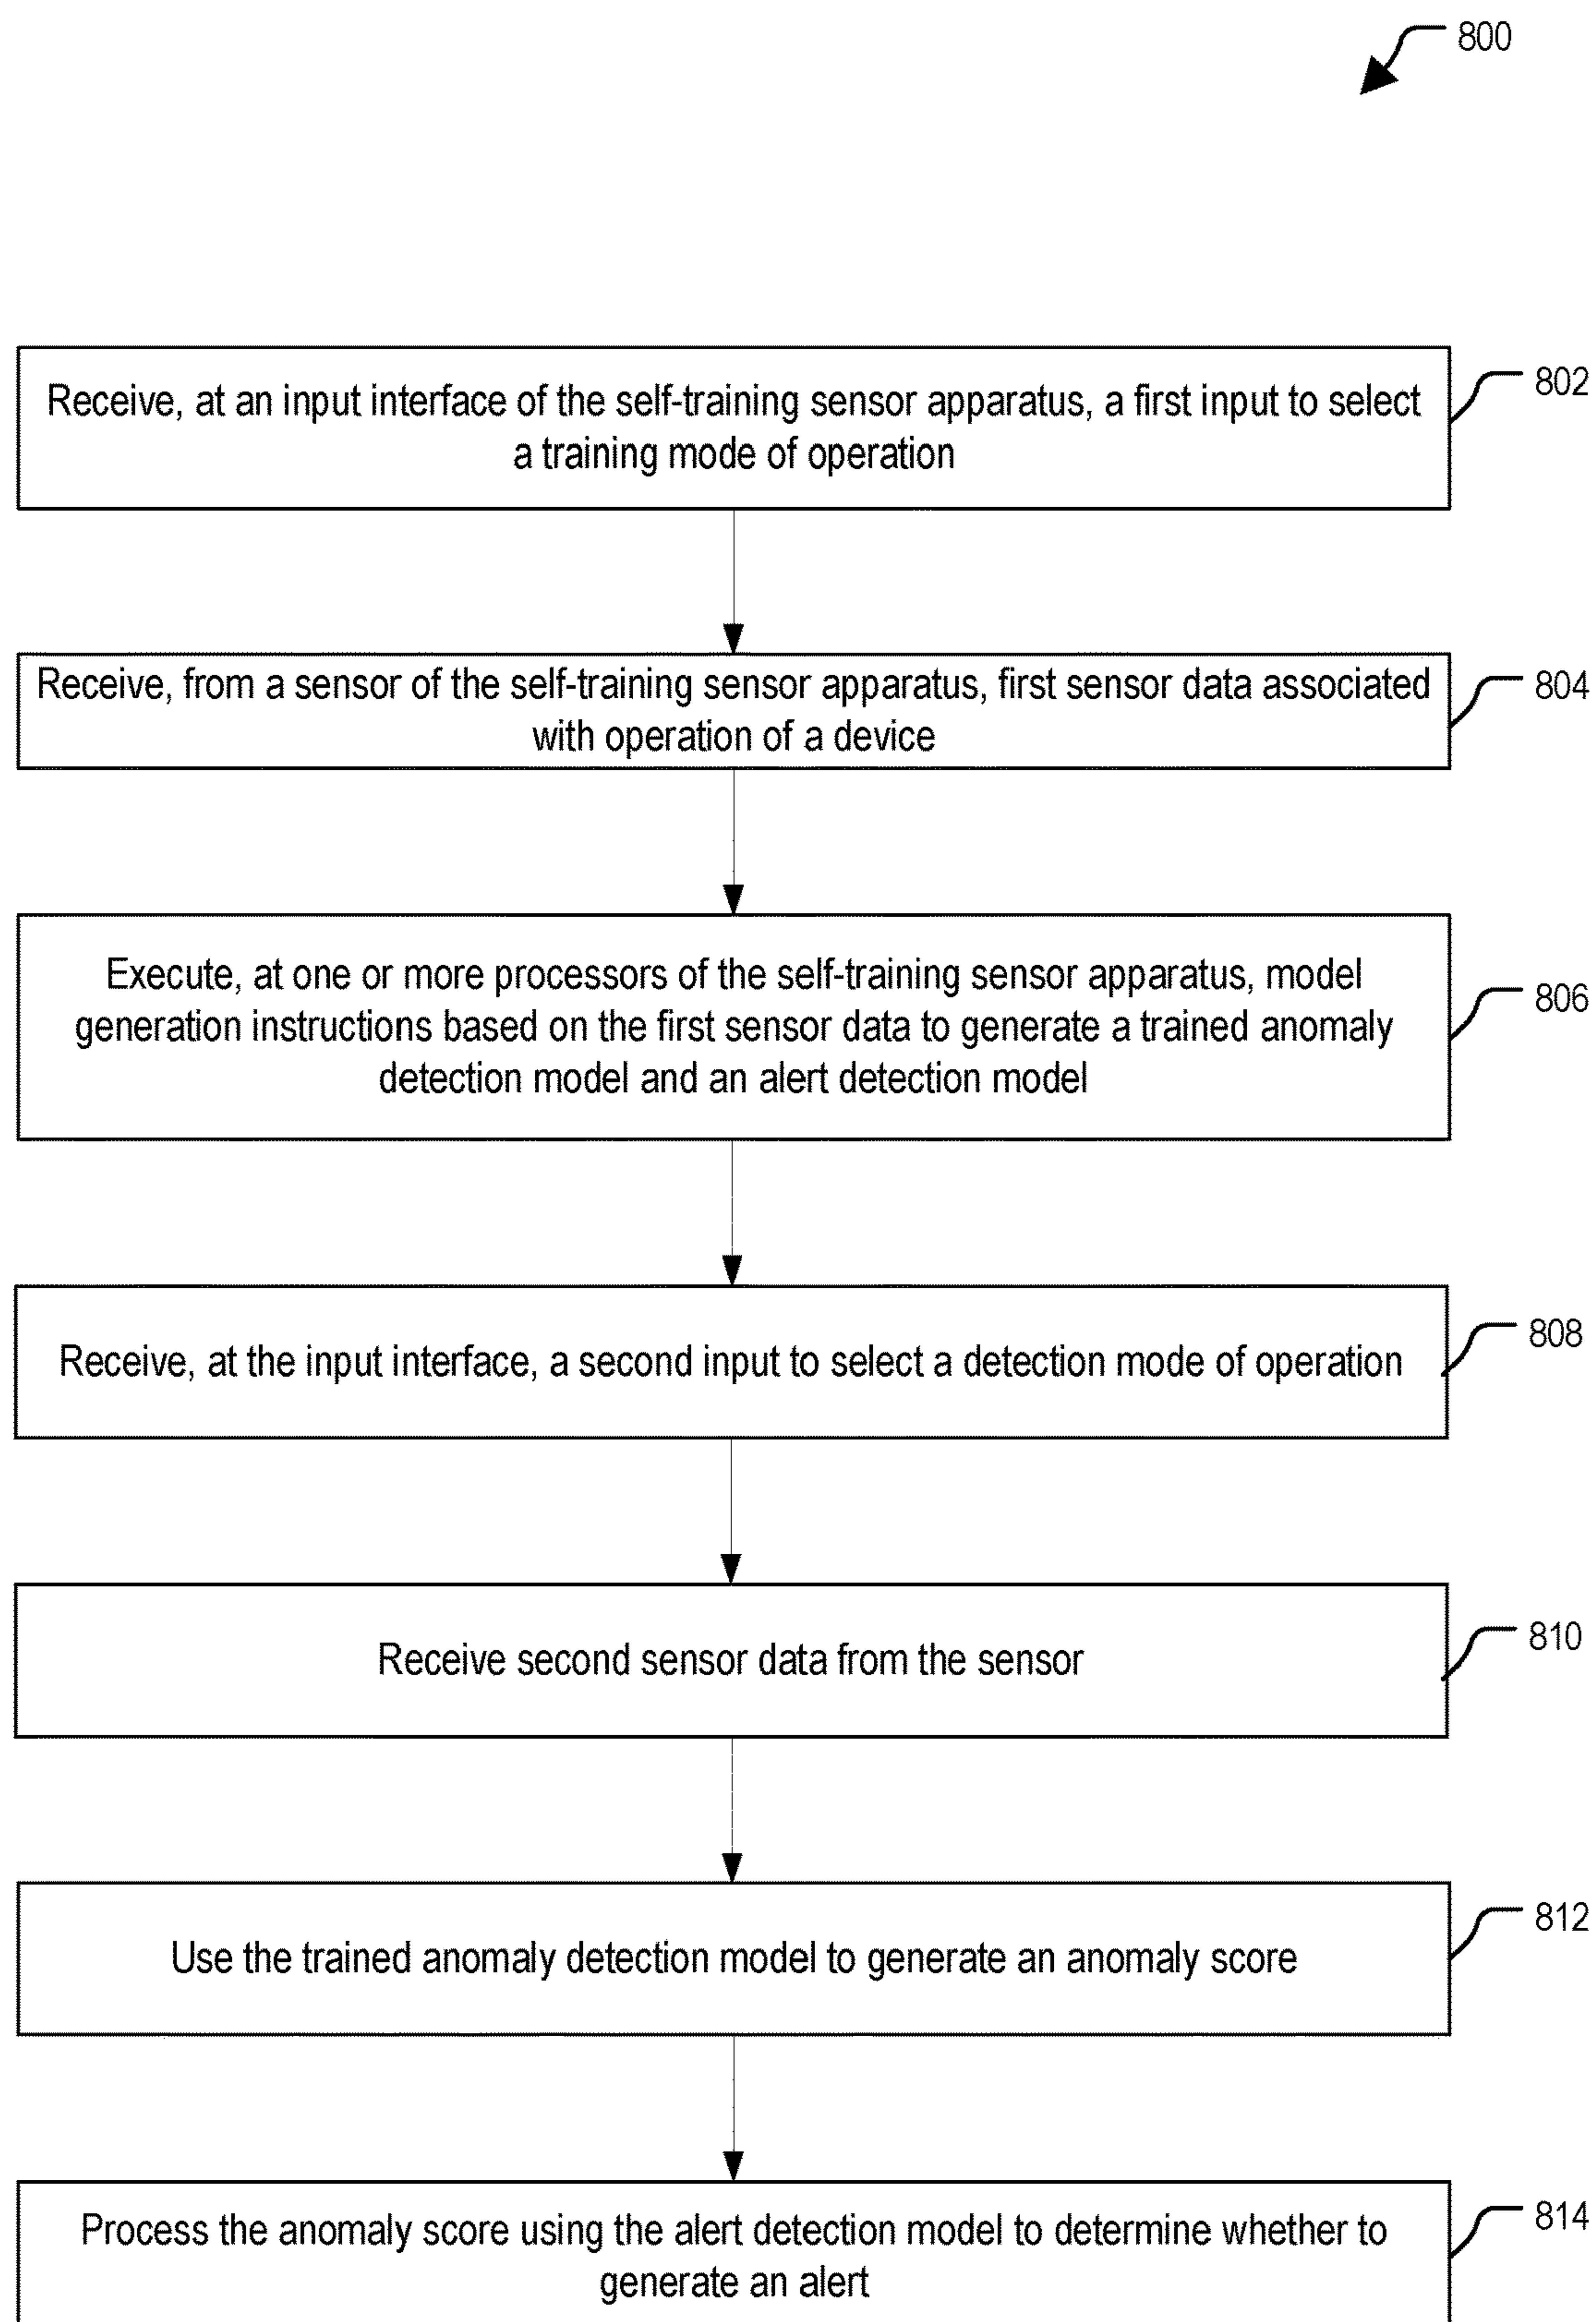 800
Receive, at an input interface of the self-training sensor apparatus, a first input to select
a training mode of operation
802
Receive, from a sensor of the self-training sensor apparatus, first sensor data associated
with operation of a device
804
Execute, at one or more processors of the self-training sensor apparatus, model
generation instructions based on the first sensor data to generate a trained anomaly
detection model and an alert detection model
806
Receive, at the input interface, a second input to select a detection mode of operation
808
Receive second sensor data from the sensor
810
Use the trained anomaly detection model to generate an anomaly score
812
Process the anomaly score using the alert detection model to determine whether to
generate an alert
814